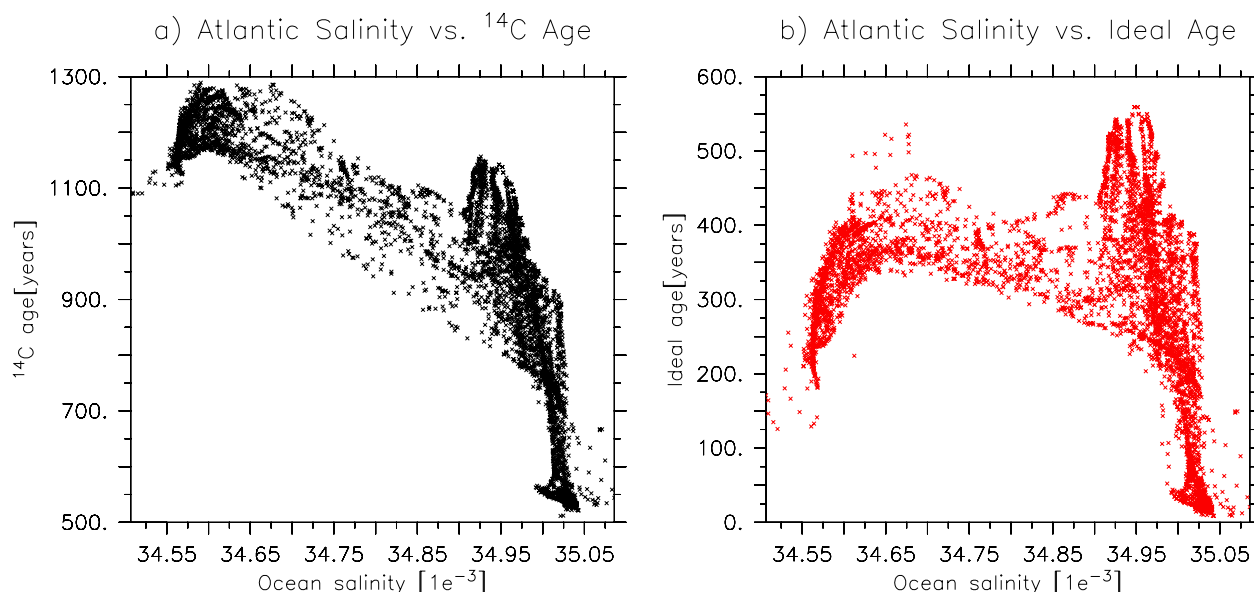 a) Atlantic Salinity vs. ¹⁴C Age
1300.
1100.
900.
700.
500.
¹⁴C age[years]
34.55 34.65 34.75 34.85 34.95 35.05
Ocean salinity [1e⁻³]
b) Atlantic Salinity vs. Ideal Age
600.
500.
400.
300.
200.
100.
0.
Ideal age[years]
34.55 34.65 34.75 34.85 34.95 35.05
Ocean salinity [1e⁻³]